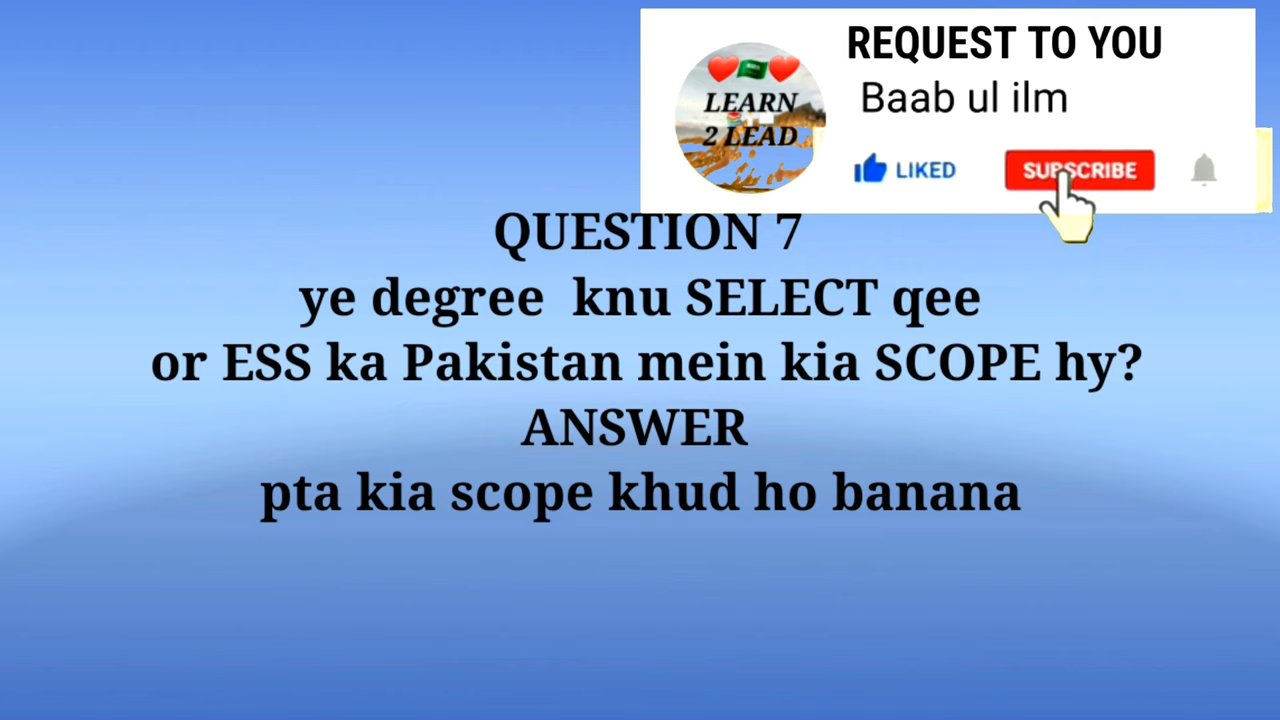 REQUEST TO YOU
Baab ul ilm
LEARN
2 LEAD
LIKED
SUBSCRIBE
QUESTION 7
ye degree knu SELECT qee
or ESS ka Pakistan mein kia SCOPE hy?
ANSWER
pta kia scope khud ho banana